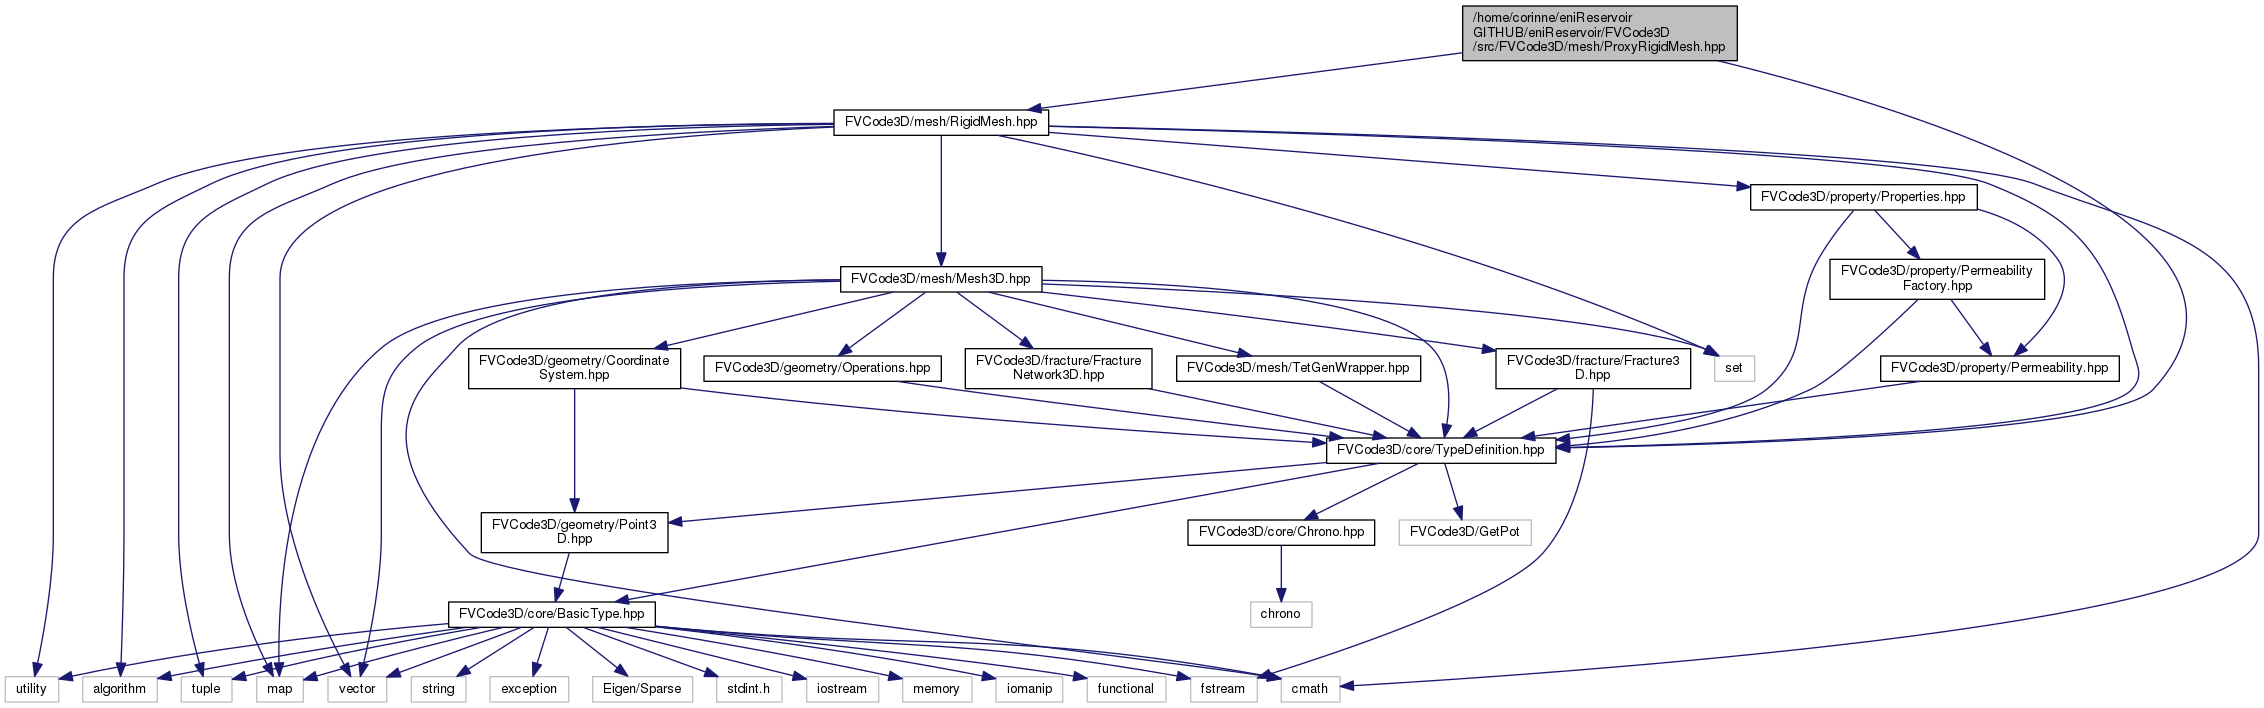 /home/corinne/eniReservoir
GITHUB/eniReservoir/FVCode3D
/src/FVCode3D/mesh/ProxyRigidMesh.hpp
FVCode3D/mesh/RigidMesh.hpp
FVCode3D/property/Properties.hpp
FVCode3D/mesh/Mesh3D.hpp
FVCode3D/property/Permeability
Factory.hpp
FVCode3D/geometry/Coordinate
System.hpp
FVCode3D/geometry/Operations.hpp
FVCode3D/fracture/Fracture
Network3D.hpp
FVCode3D/mesh/TetGenWrapper.hpp
FVCode3D/fracture/Fracture3
D.hpp
set
FVCode3D/property/Permeability.hpp
FVCode3D/core/TypeDefinition.hpp
FVCode3D/geometry/Point3
D.hpp
FVCode3D/core/Chrono.hpp
FVCode3D/GetPot
FVCode3D/core/BasicType.hpp
chrono
utility
algorithm
tuple
map
vector
string
exception
Eigen/Sparse
stdint.h
iostream
memory
iomanip
functional
fstream
cmath